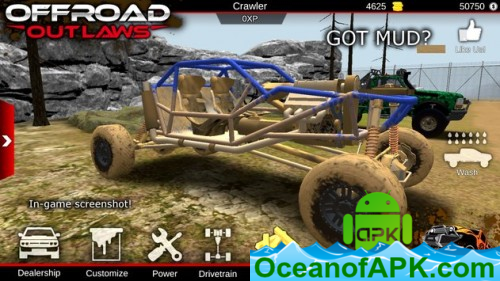 OFFROAD
OUTLAWS
Crawler
0XP
4625
50750
GOT MUD?
Like Us!
Wash
In-game screenshot!
Dealership
Customize
Power
Drivetrain
APK
OceanofAPK.com